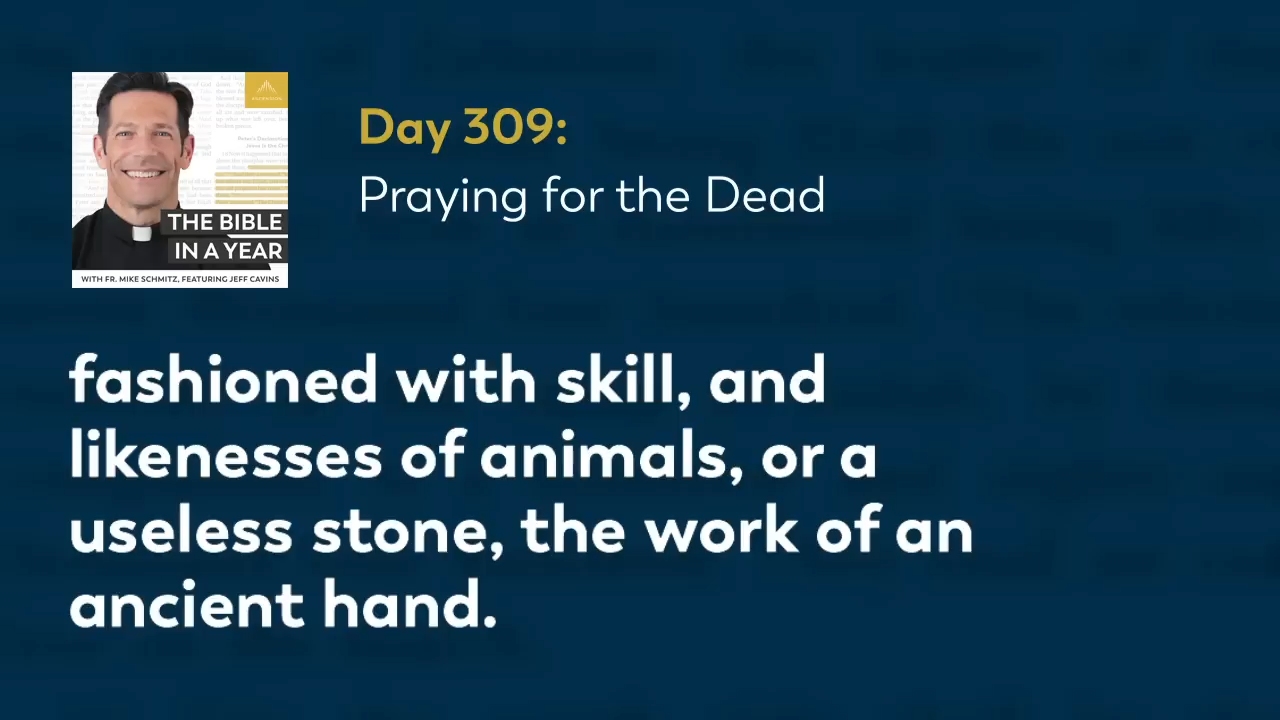 Day 309:
Praying for the Dead
THE BIBLE
IN A YEAR
WITH FR. MIKE SCHMITZ, FEATURING JEFF CAVINS
fashioned with skill, and
likenesses of animals, or a
useless stone, the work of an
ancient hand.